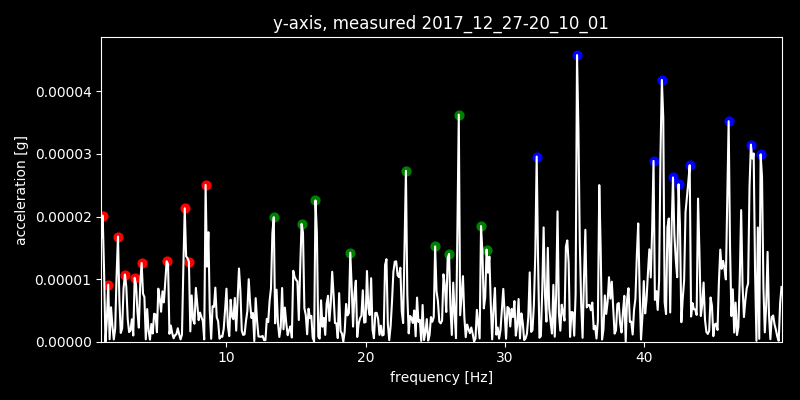 y-axis, measured 2017_12_27-20_10_01
acceleration [g]
0.00004
0.00003
0.00002
0.00001
0.00000
10 20 30 40
frequency [Hz]